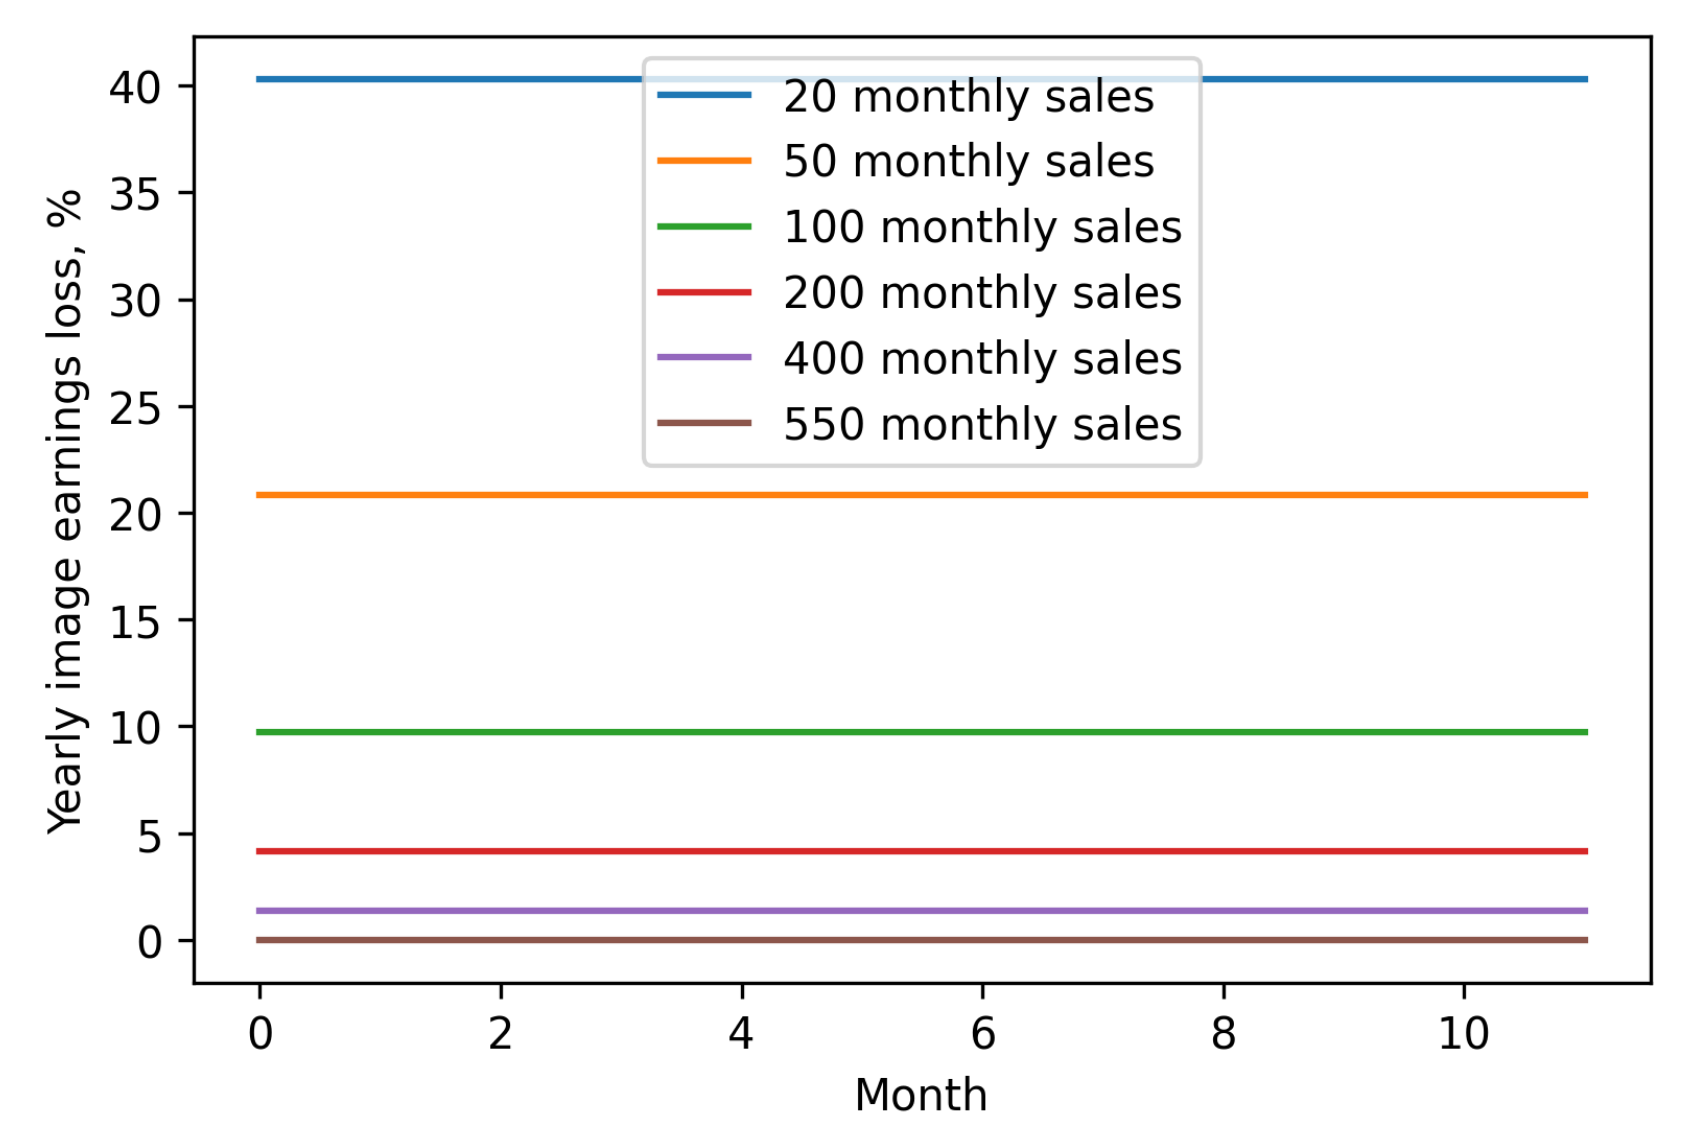 Yearly image earnings loss, %
40
35
30
25
20
15
10
5
0
20 monthly sales
50 monthly sales
100 monthly sales
200 monthly sales
400 monthly sales
550 monthly sales
0 2 4 6 8 10
Month